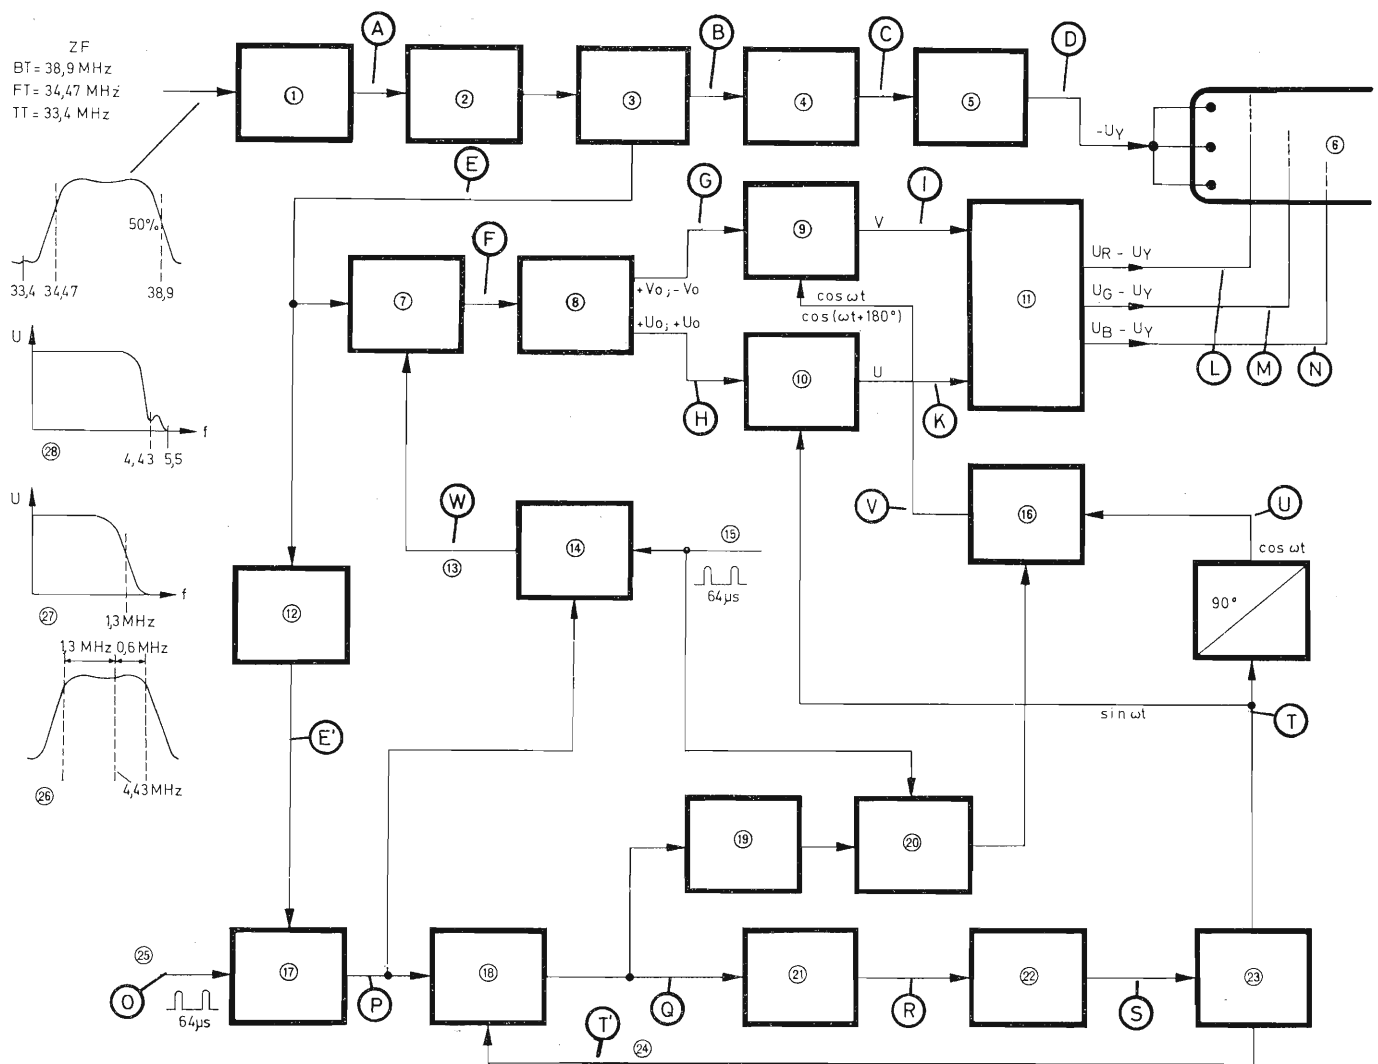 ZF
BT = 38,9 MHz
FT = 34,47 MHz
TT = 33,4 MHz
A
B
C
D
①
②
③
④
⑤
⑥
-UY
E
50%
33,4
34,47
38,9
F
G
I
⑦
⑧
⑨
V
+Vo ; -Vo
+Uo ; +Uo
cos ωt
cos (ωt+180°)
⑩
U
⑪
UR - UY
UG - UY
UB - UY
H
K
L
M
N
U
f
㉘
4,43
5,5
U
f
㉗
1,3 MHz
W
⑬
⑭
⑮
64µs
V
⑯
U
cos ωt
90°
⑫
1,3 MHz
0,6 MHz
4,43 MHz
㉖
E'
sin ωt
T
⑲
⑳
㉕
O
64µs
⑰
P
⑱
Q
㉑
R
㉒
S
㉓
T'
㉔